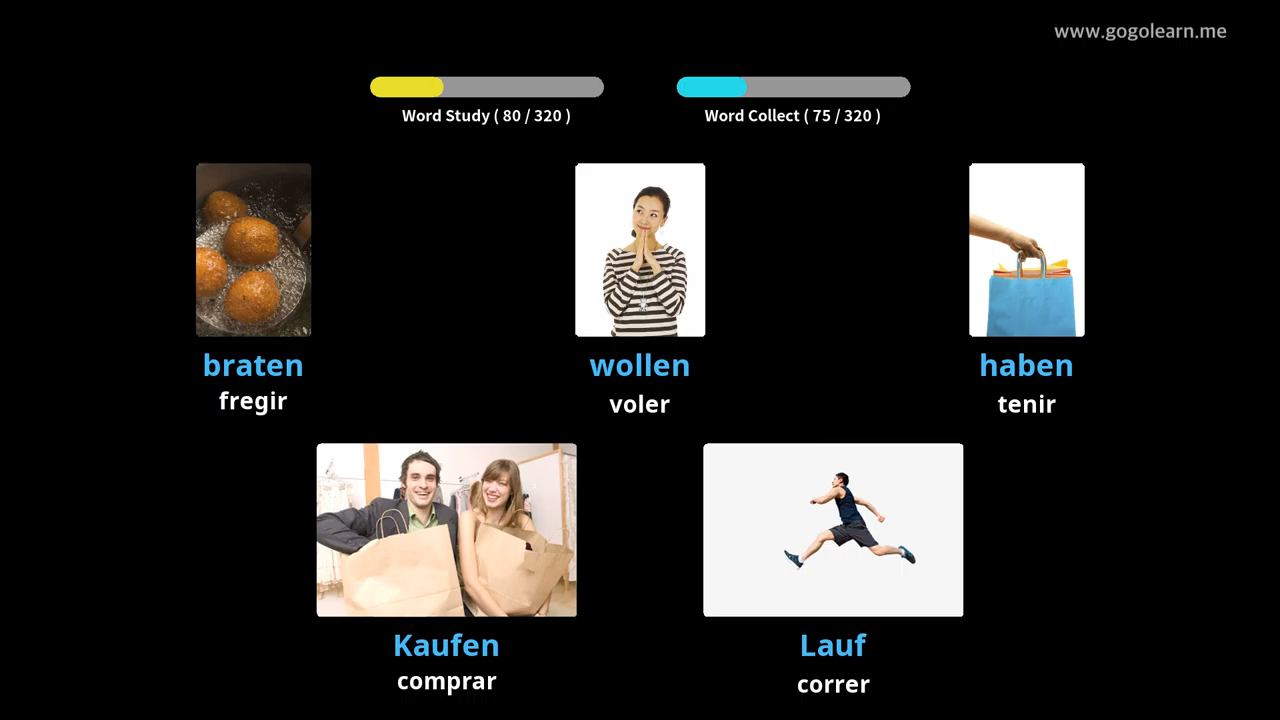 www.gogolearn.me
Word Study ( 80 / 320 )
Word Collect ( 75 / 320 )
braten
fregir
wollen
voler
haben
tenir
Kaufen
comprar
Lauf
correr